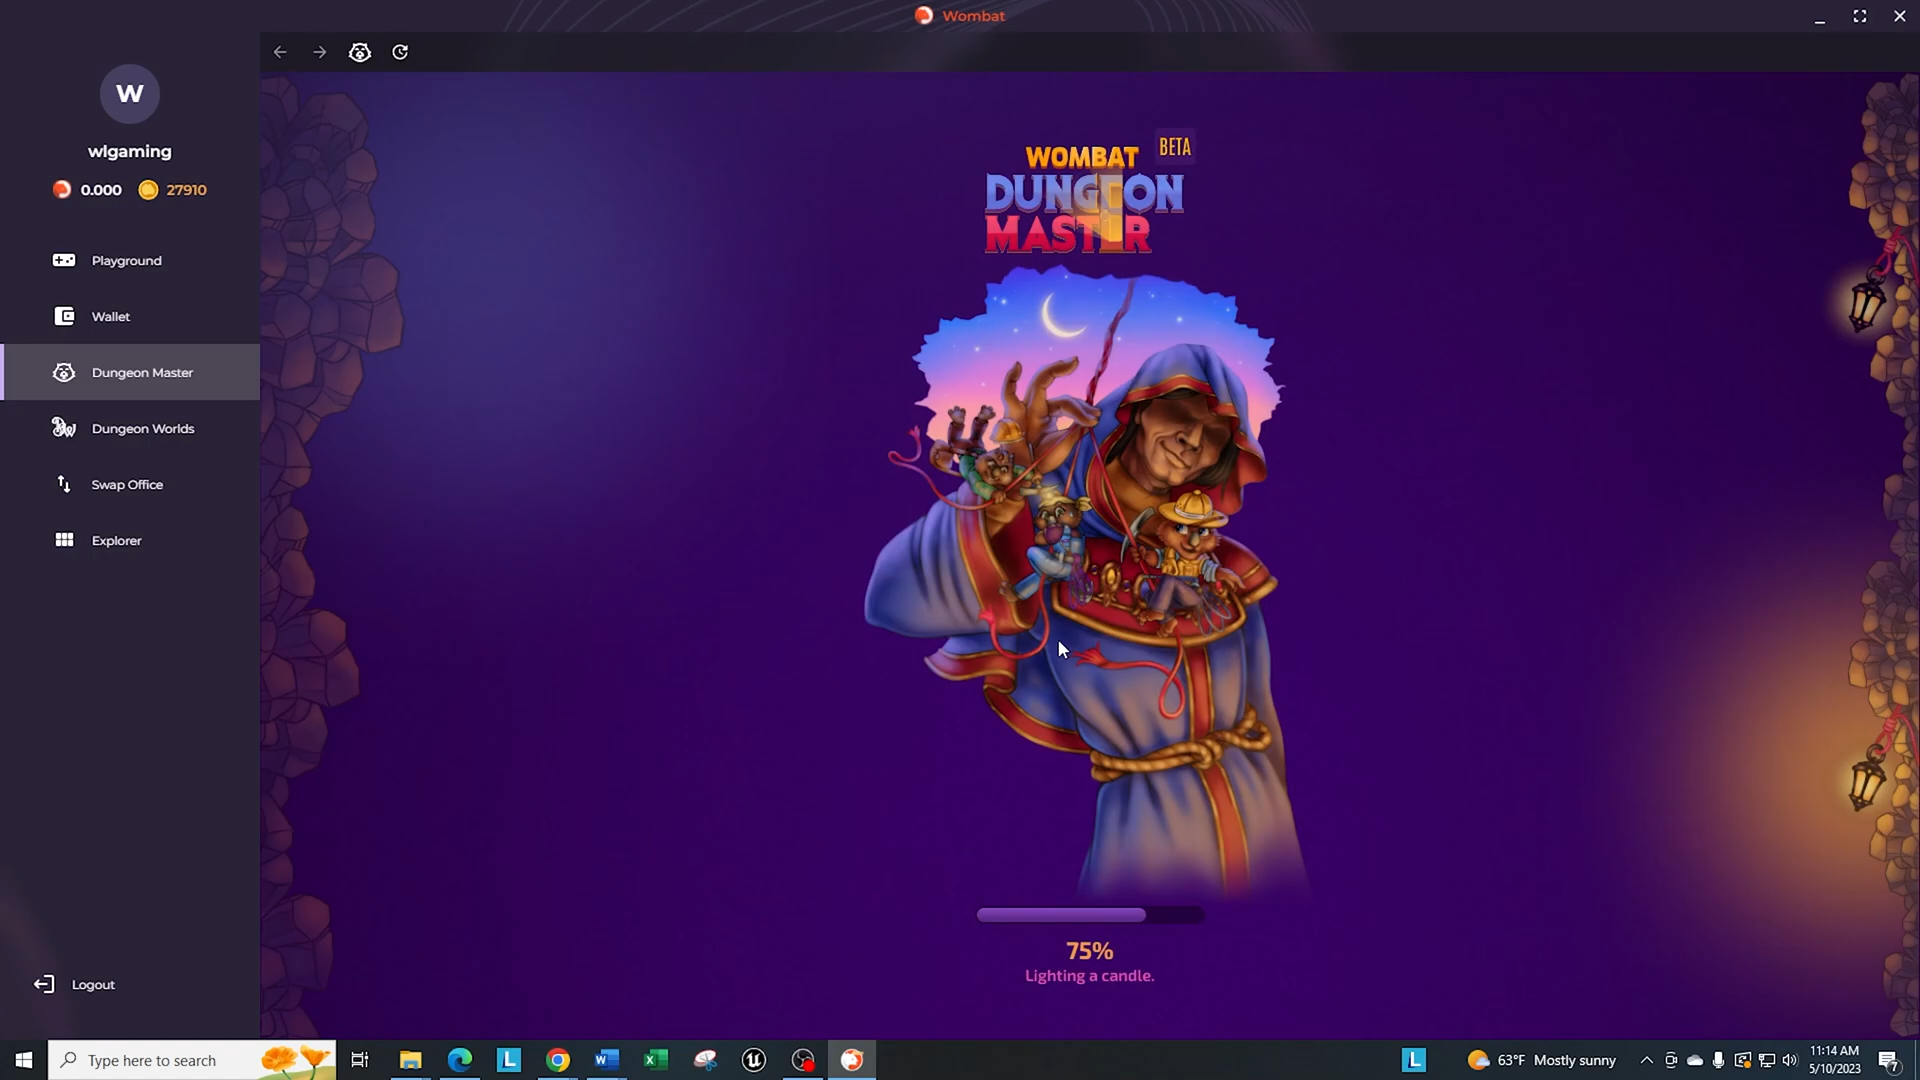 Wombat
W
wlgaming
0.000 27910
Playground
Wallet
Dungeon Master
Dungeon Worlds
Swap Office
Explorer
Logout
WOMBAT BETA
DUNGEON
MASTER
75%
Lighting a candle.
Type here to search
L
L
63°F Mostly sunny
11:14 AM
5/10/2023
7